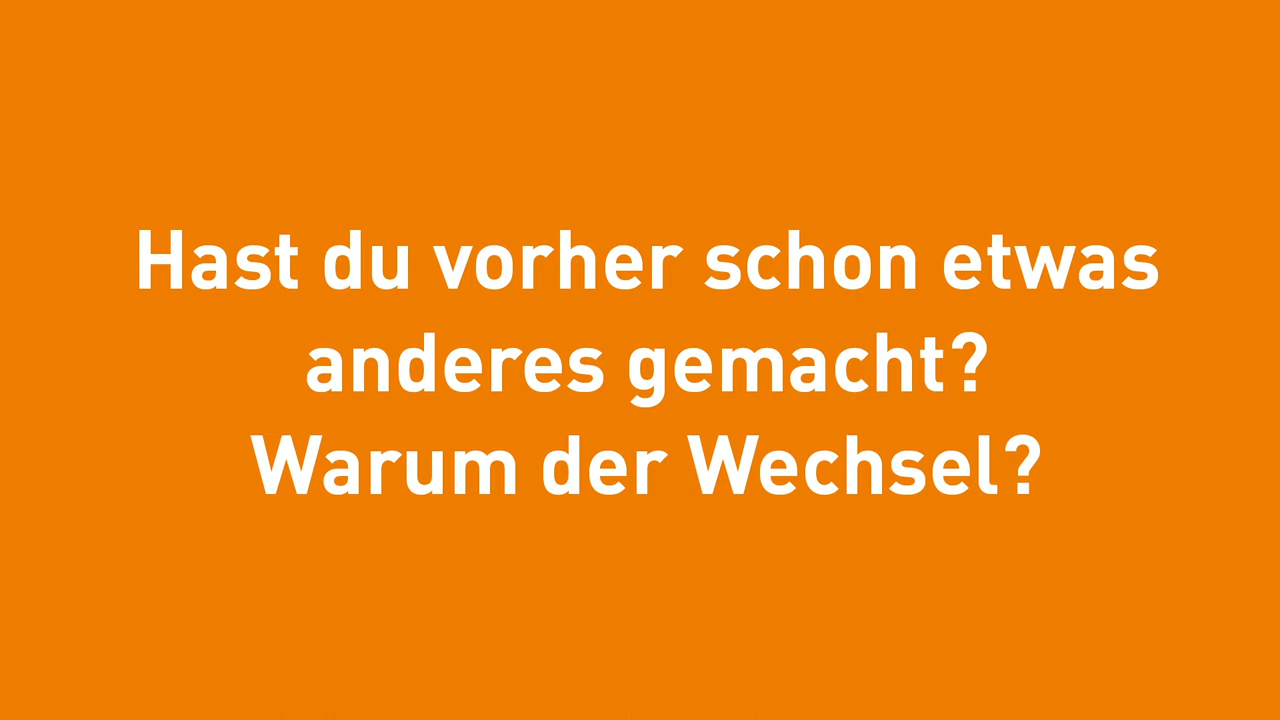 Hast du vorher schon etwas
anderes gemacht?
Warum der Wechsel?